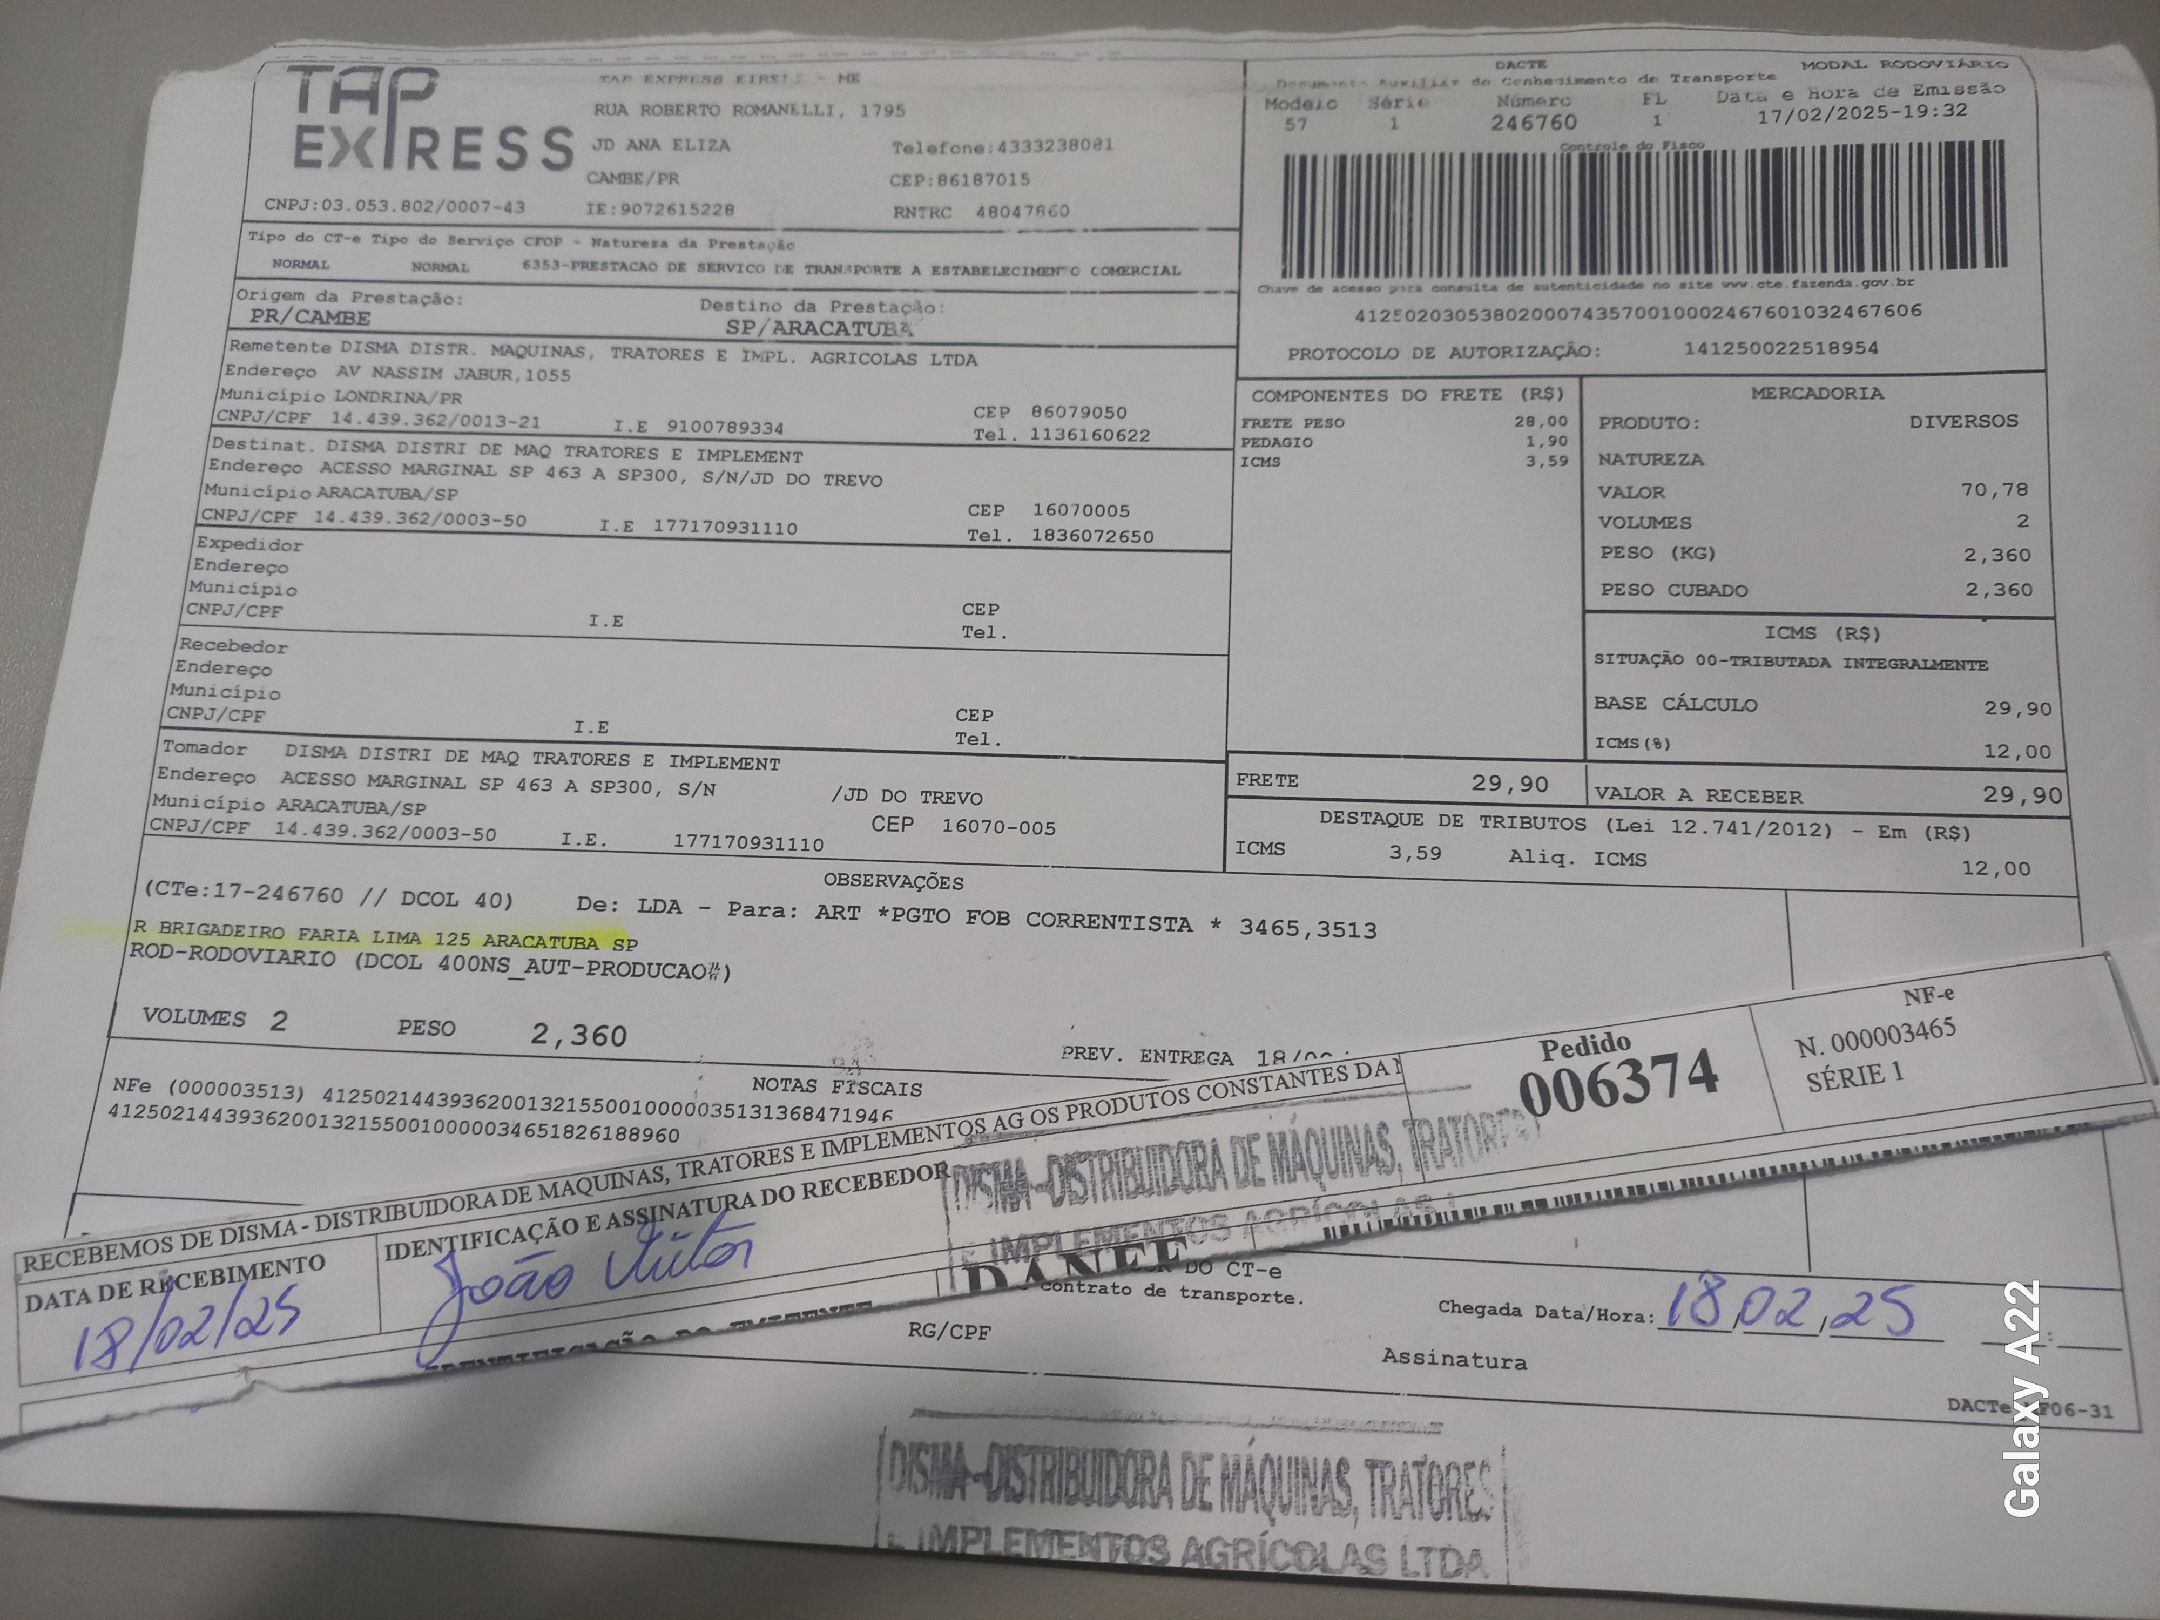 TAP EXPRESS
TAP EXPRESS EIRELI - ME
RUA ROBERTO ROMANELLI, 1795
JD ANA ELIZA Telefone:4333238081
CAMBE/PR CEP:86187015
CNPJ:03.053.802/0007-43 IE:9072615228 RNTRC 48047860
DACTE MODAL RODOVIÁRIO
Documento Auxiliar do Conhecimento de Transporte
Modelo Série Número FL Data e Hora de Emissão
57 1 246760 1 17/02/2025-19:32
Controle do Fisco
Chave de acesso para consulta de autenticidade no site www.cte.fazenda.gov.br
41250203053802000743570010002467601032467606
PROTOCOLO DE AUTORIZAÇÃO: 141250022518954
Tipo do CT-e Tipo do Serviço CFOP - Natureza da Prestação
NORMAL NORMAL 6353-PRESTACAO DE SERVICO DE TRANSPORTE A ESTABELECIMENTO COMERCIAL
Origem da Prestação: Destino da Prestação:
PR/CAMBE SP/ARACATUBA
Remetente DISMA DISTR. MAQUINAS, TRATORES E IMPL. AGRICOLAS LTDA
Endereço AV NASSIM JABUR,1055
Município LONDRINA/PR CEP 86079050
CNPJ/CPF 14.439.362/0013-21 I.E 9100789334 Tel. 1136160622
Destinat. DISMA DISTRI DE MAQ TRATORES E IMPLEMENT
Endereço ACESSO MARGINAL SP 463 A SP300, S/N/JD DO TREVO
Município ARACATUBA/SP CEP 16070005
CNPJ/CPF 14.439.362/0003-50 I.E 177170931110 Tel. 1836072650
Expedidor
Endereço
Município CEP
CNPJ/CPF I.E Tel.
Recebedor
Endereço
Município CEP
CNPJ/CPF I.E Tel.
Tomador DISMA DISTRI DE MAQ TRATORES E IMPLEMENT
Endereço ACESSO MARGINAL SP 463 A SP300, S/N /JD DO TREVO
Município ARACATUBA/SP CEP 16070-005
CNPJ/CPF 14.439.362/0003-50 I.E. 177170931110
COMPONENTES DO FRETE (R$)
FRETE PESO 28,00
PEDAGIO 1,90
ICMS 3,59
MERCADORIA
PRODUTO: DIVERSOS
NATUREZA
VALOR 70,78
VOLUMES 2
PESO (KG) 2,360
PESO CUBADO 2,360
ICMS (R$)
SITUAÇÃO 00-TRIBUTADA INTEGRALMENTE
BASE CÁLCULO 29,90
ICMS(%) 12,00
FRETE 29,90 VALOR A RECEBER 29,90
DESTAQUE DE TRIBUTOS (Lei 12.741/2012) - Em (R$)
ICMS 3,59 Aliq. ICMS 12,00
OBSERVAÇÕES
(CTe:17-246760 // DCOL 40) De: LDA - Para: ART *PGTO FOB CORRENTISTA * 3465,3513
R BRIGADEIRO FARIA LIMA 125 ARACATUBA SP
ROD-RODOVIARIO (DCOL 400NS_AUT-PRODUCAO#)
VOLUMES 2 PESO 2,360 PREV. ENTREGA 18/
NOTAS FISCAIS
NFe (000003513) 41250214439362001321550010000035131368471946
41250214439362001321550010000034651826188960
RECEBEMOS DE DISMA - DISTRIBUIDORA DE MAQUINAS, TRATORES E IMPLEMENTOS AG OS PRODUTOS CONSTANTES DA
DATA DE RECEBIMENTO IDENTIFICAÇÃO E ASSINATURA DO RECEBEDOR
18/02/25 João Vitor
Pedido
006374
NF-e
N. 000003465
SÉRIE 1
DISMA - DISTRIBUIDORA DE MÁQUINAS, TRATORES
E IMPLEMENTOS AGRÍCOLAS L
DANFE
DO CT-e
contrato de transporte.
RG/CPF
Chegada Data/Hora: 18,02,25
Assinatura
DACTe F06-31
DISMA - DISTRIBUIDORA DE MÁQUINAS, TRATORES
E IMPLEMENTOS AGRÍCOLAS LTDA
Galaxy A22